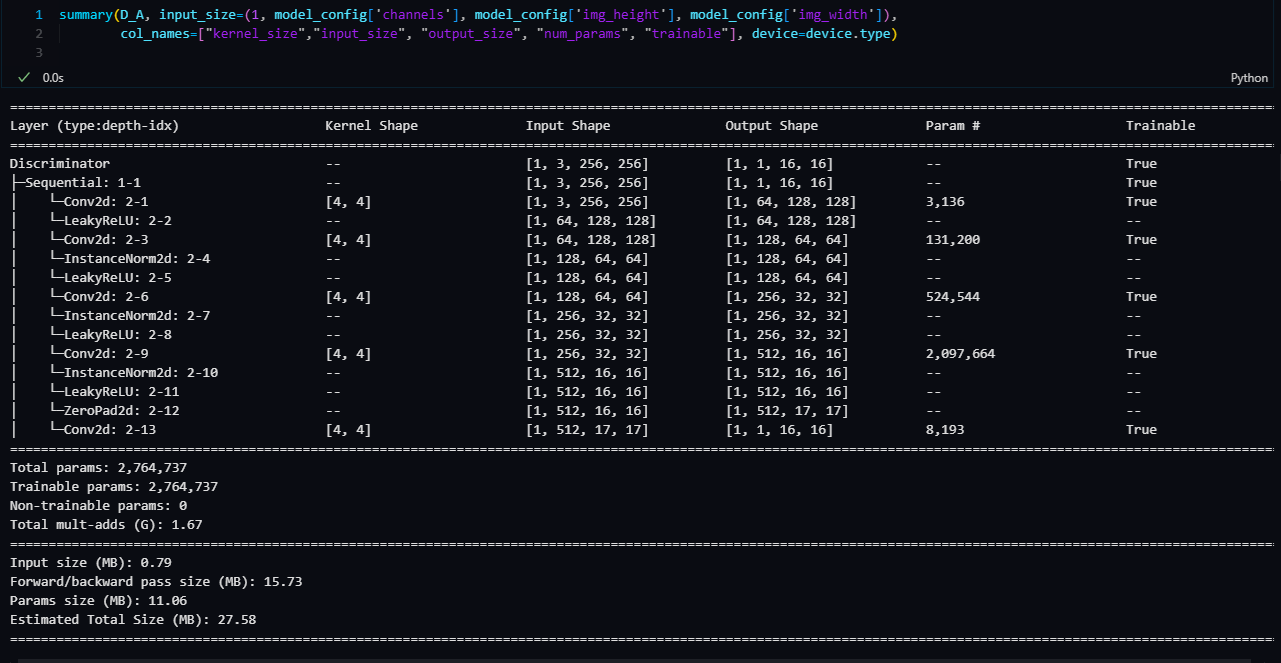 1 summary(D_A, input_size=(1, model_config['channels'], model_config['img_height'], model_config['img_width']),
2 col_names=["kernel_size","input_size", "output_size", "num_params", "trainable"], device=device.type)
3
✓ 0.0s Python
================================================================================
Layer (type:depth-idx) Kernel Shape Input Shape Output Shape Param # Trainable
================================================================================
Discriminator -- [1, 3, 256, 256] [1, 1, 16, 16] -- True
├─Sequential: 1-1 -- [1, 3, 256, 256] [1, 1, 16, 16] -- True
│ └─Conv2d: 2-1 [4, 4] [1, 3, 256, 256] [1, 64, 128, 128] 3,136 True
│ └─LeakyReLU: 2-2 -- [1, 64, 128, 128] [1, 64, 128, 128] -- --
│ └─Conv2d: 2-3 [4, 4] [1, 64, 128, 128] [1, 128, 64, 64] 131,200 True
│ └─InstanceNorm2d: 2-4 -- [1, 128, 64, 64] [1, 128, 64, 64] -- --
│ └─LeakyReLU: 2-5 -- [1, 128, 64, 64] [1, 128, 64, 64] -- --
│ └─Conv2d: 2-6 [4, 4] [1, 128, 64, 64] [1, 256, 32, 32] 524,544 True
│ └─InstanceNorm2d: 2-7 -- [1, 256, 32, 32] [1, 256, 32, 32] -- --
│ └─LeakyReLU: 2-8 -- [1, 256, 32, 32] [1, 256, 32, 32] -- --
│ └─Conv2d: 2-9 [4, 4] [1, 256, 32, 32] [1, 512, 16, 16] 2,097,664 True
│ └─InstanceNorm2d: 2-10 -- [1, 512, 16, 16] [1, 512, 16, 16] -- --
│ └─LeakyReLU: 2-11 -- [1, 512, 16, 16] [1, 512, 16, 16] -- --
│ └─ZeroPad2d: 2-12 -- [1, 512, 16, 16] [1, 512, 17, 17] -- --
│ └─Conv2d: 2-13 [4, 4] [1, 512, 17, 17] [1, 1, 16, 16] 8,193 True
================================================================================
Total params: 2,764,737
Trainable params: 2,764,737
Non-trainable params: 0
Total mult-adds (G): 1.67
================================================================================
Input size (MB): 0.79
Forward/backward pass size (MB): 15.73
Params size (MB): 11.06
Estimated Total Size (MB): 27.58
================================================================================